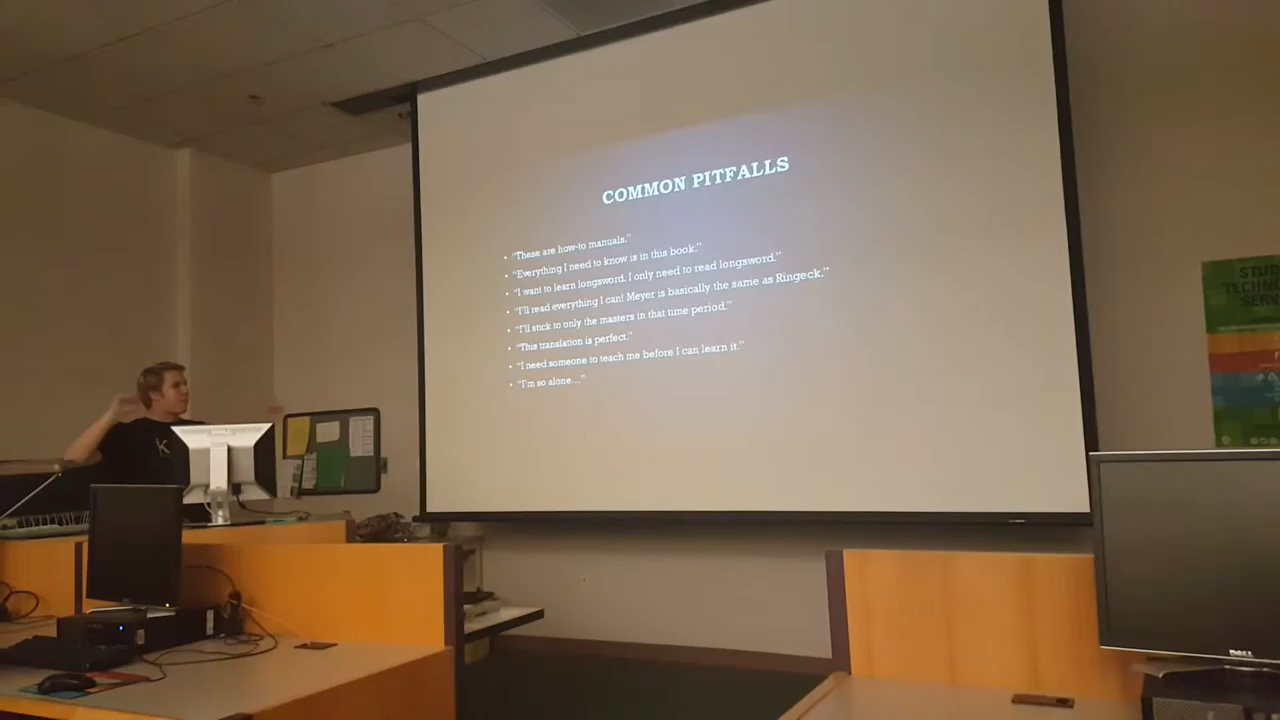 COMMON PITFALLS
• "These are how-to manuals."
• "Everything I need to know is in this book."
• "I want to learn longsword. I only need to read longsword."
• "I'll read everything I can! Meyer is basically the same as Ringeck."
• "I'll stick to only the masters in that time period."
• "This translation is perfect."
• "I need someone to teach me before I can learn it."
• "I'm so alone…"
K
DELL